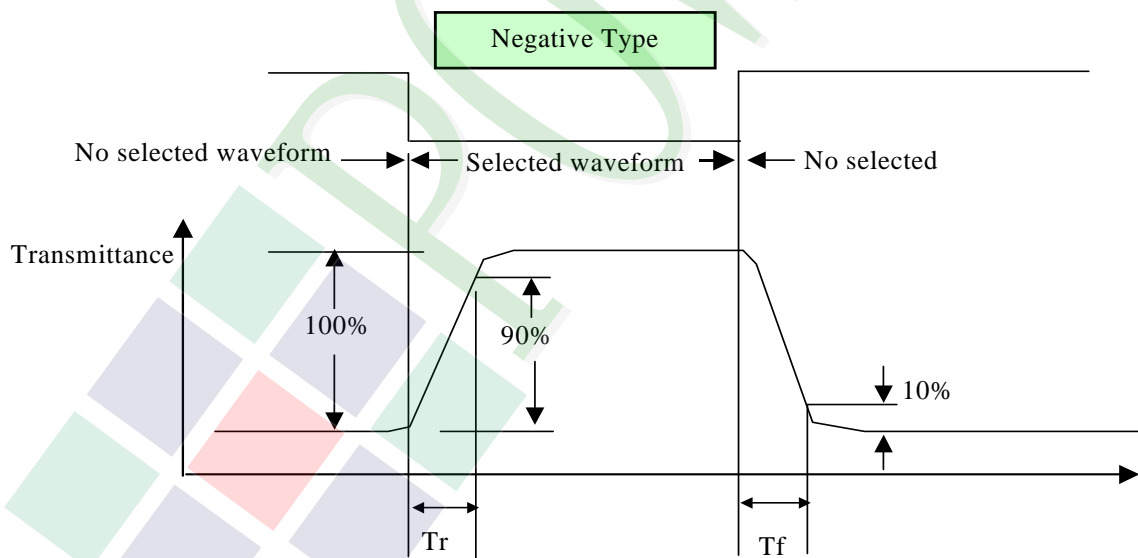 Negative Type
No selected waveform
Selected waveform
No selected
Transmittance
100%
90%
10%
Tr
Tf